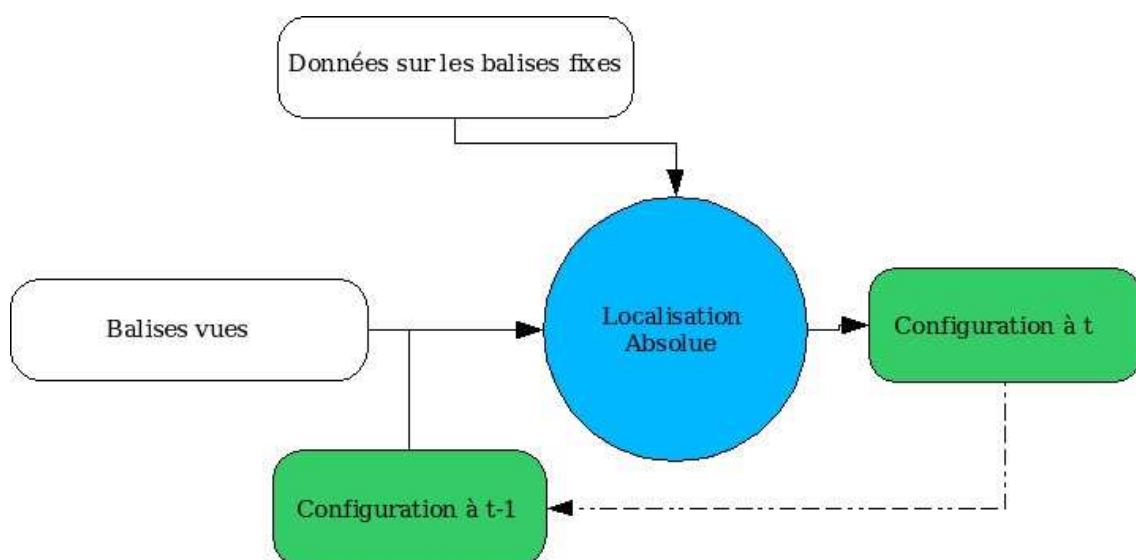 Données sur les balises fixes
Balises vues
Localisation
Absolue
Configuration à t
Configuration à t-1